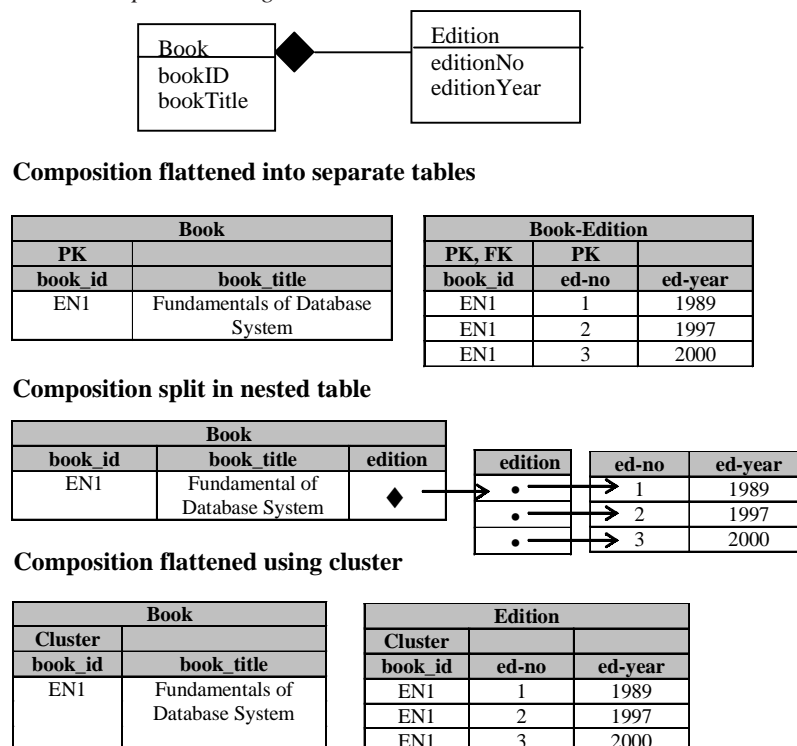 Book
bookID
bookTitle
Edition
editionNo
editionYear
Composition flattened into separate tables
Book
PK
book_id book_title
EN1 Fundamentals of Database
System
Book-Edition
PK, FK PK
book_id ed-no ed-year
EN1 1 1989
EN1 2 1997
EN1 3 2000
Composition split in nested table
Book
book_id book_title edition
EN1 Fundamental of
Database System
edition
ed-no ed-year
1 1989
2 1997
3 2000
Composition flattened using cluster
Book
Cluster
book_id book_title
EN1 Fundamentals of
Database System
Edition
Cluster
book_id ed-no ed-year
EN1 1 1989
EN1 2 1997
EN1 3 2000